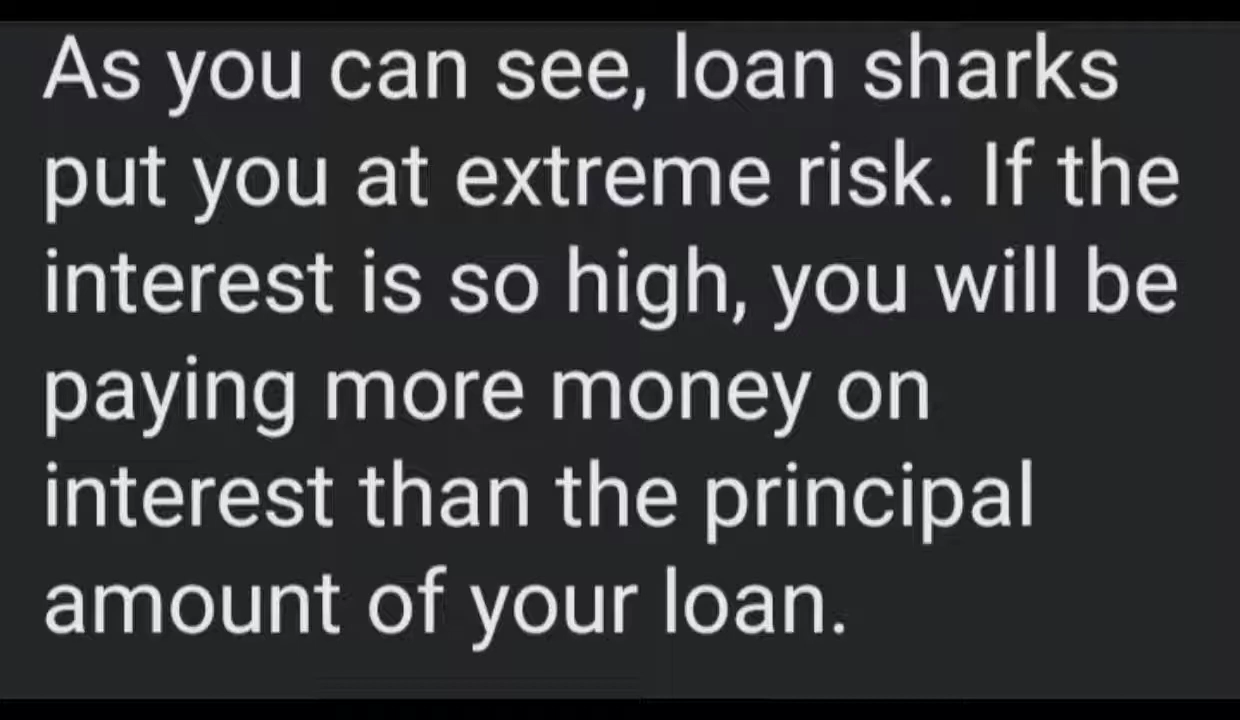 As you can see, loan sharks
put you at extreme risk. If the
interest is so high, you will be
paying more money on
interest than the principal
amount of your loan.